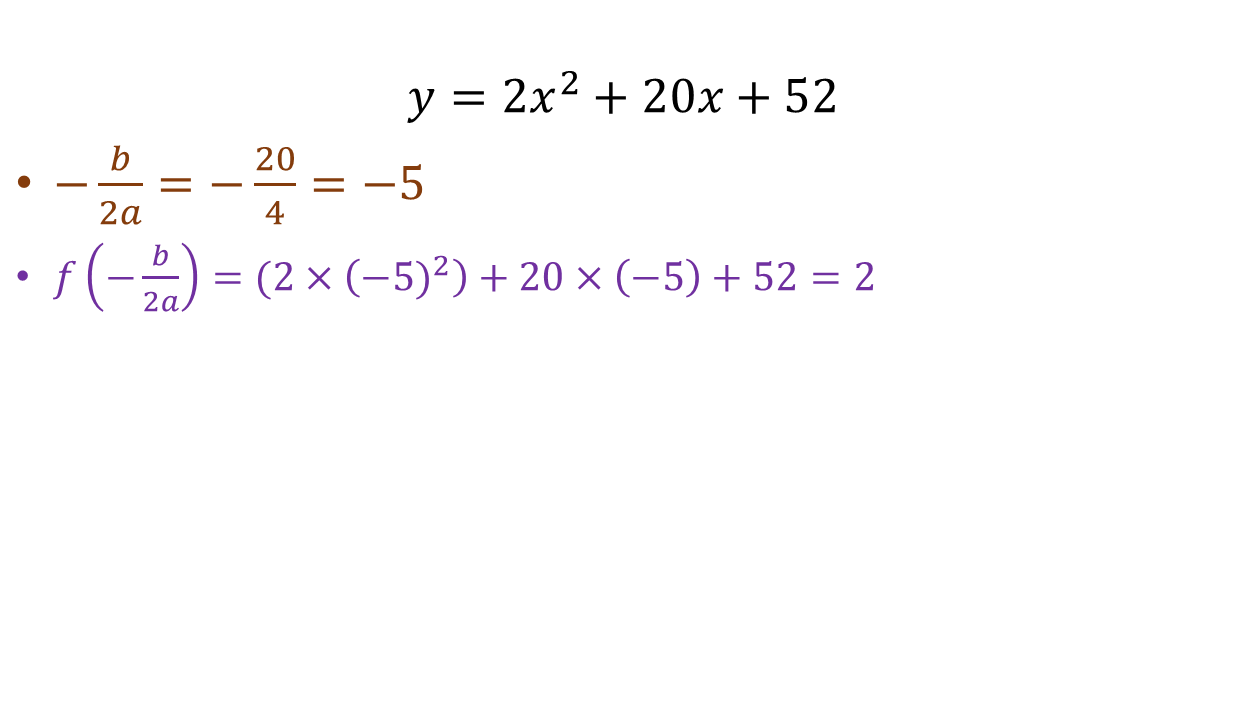 y = 2x² + 20x + 52
• −b/2a = −20/4 = −5
• f(−b/2a) = (2 × (−5)²) + 20 × (−5) + 52 = 2